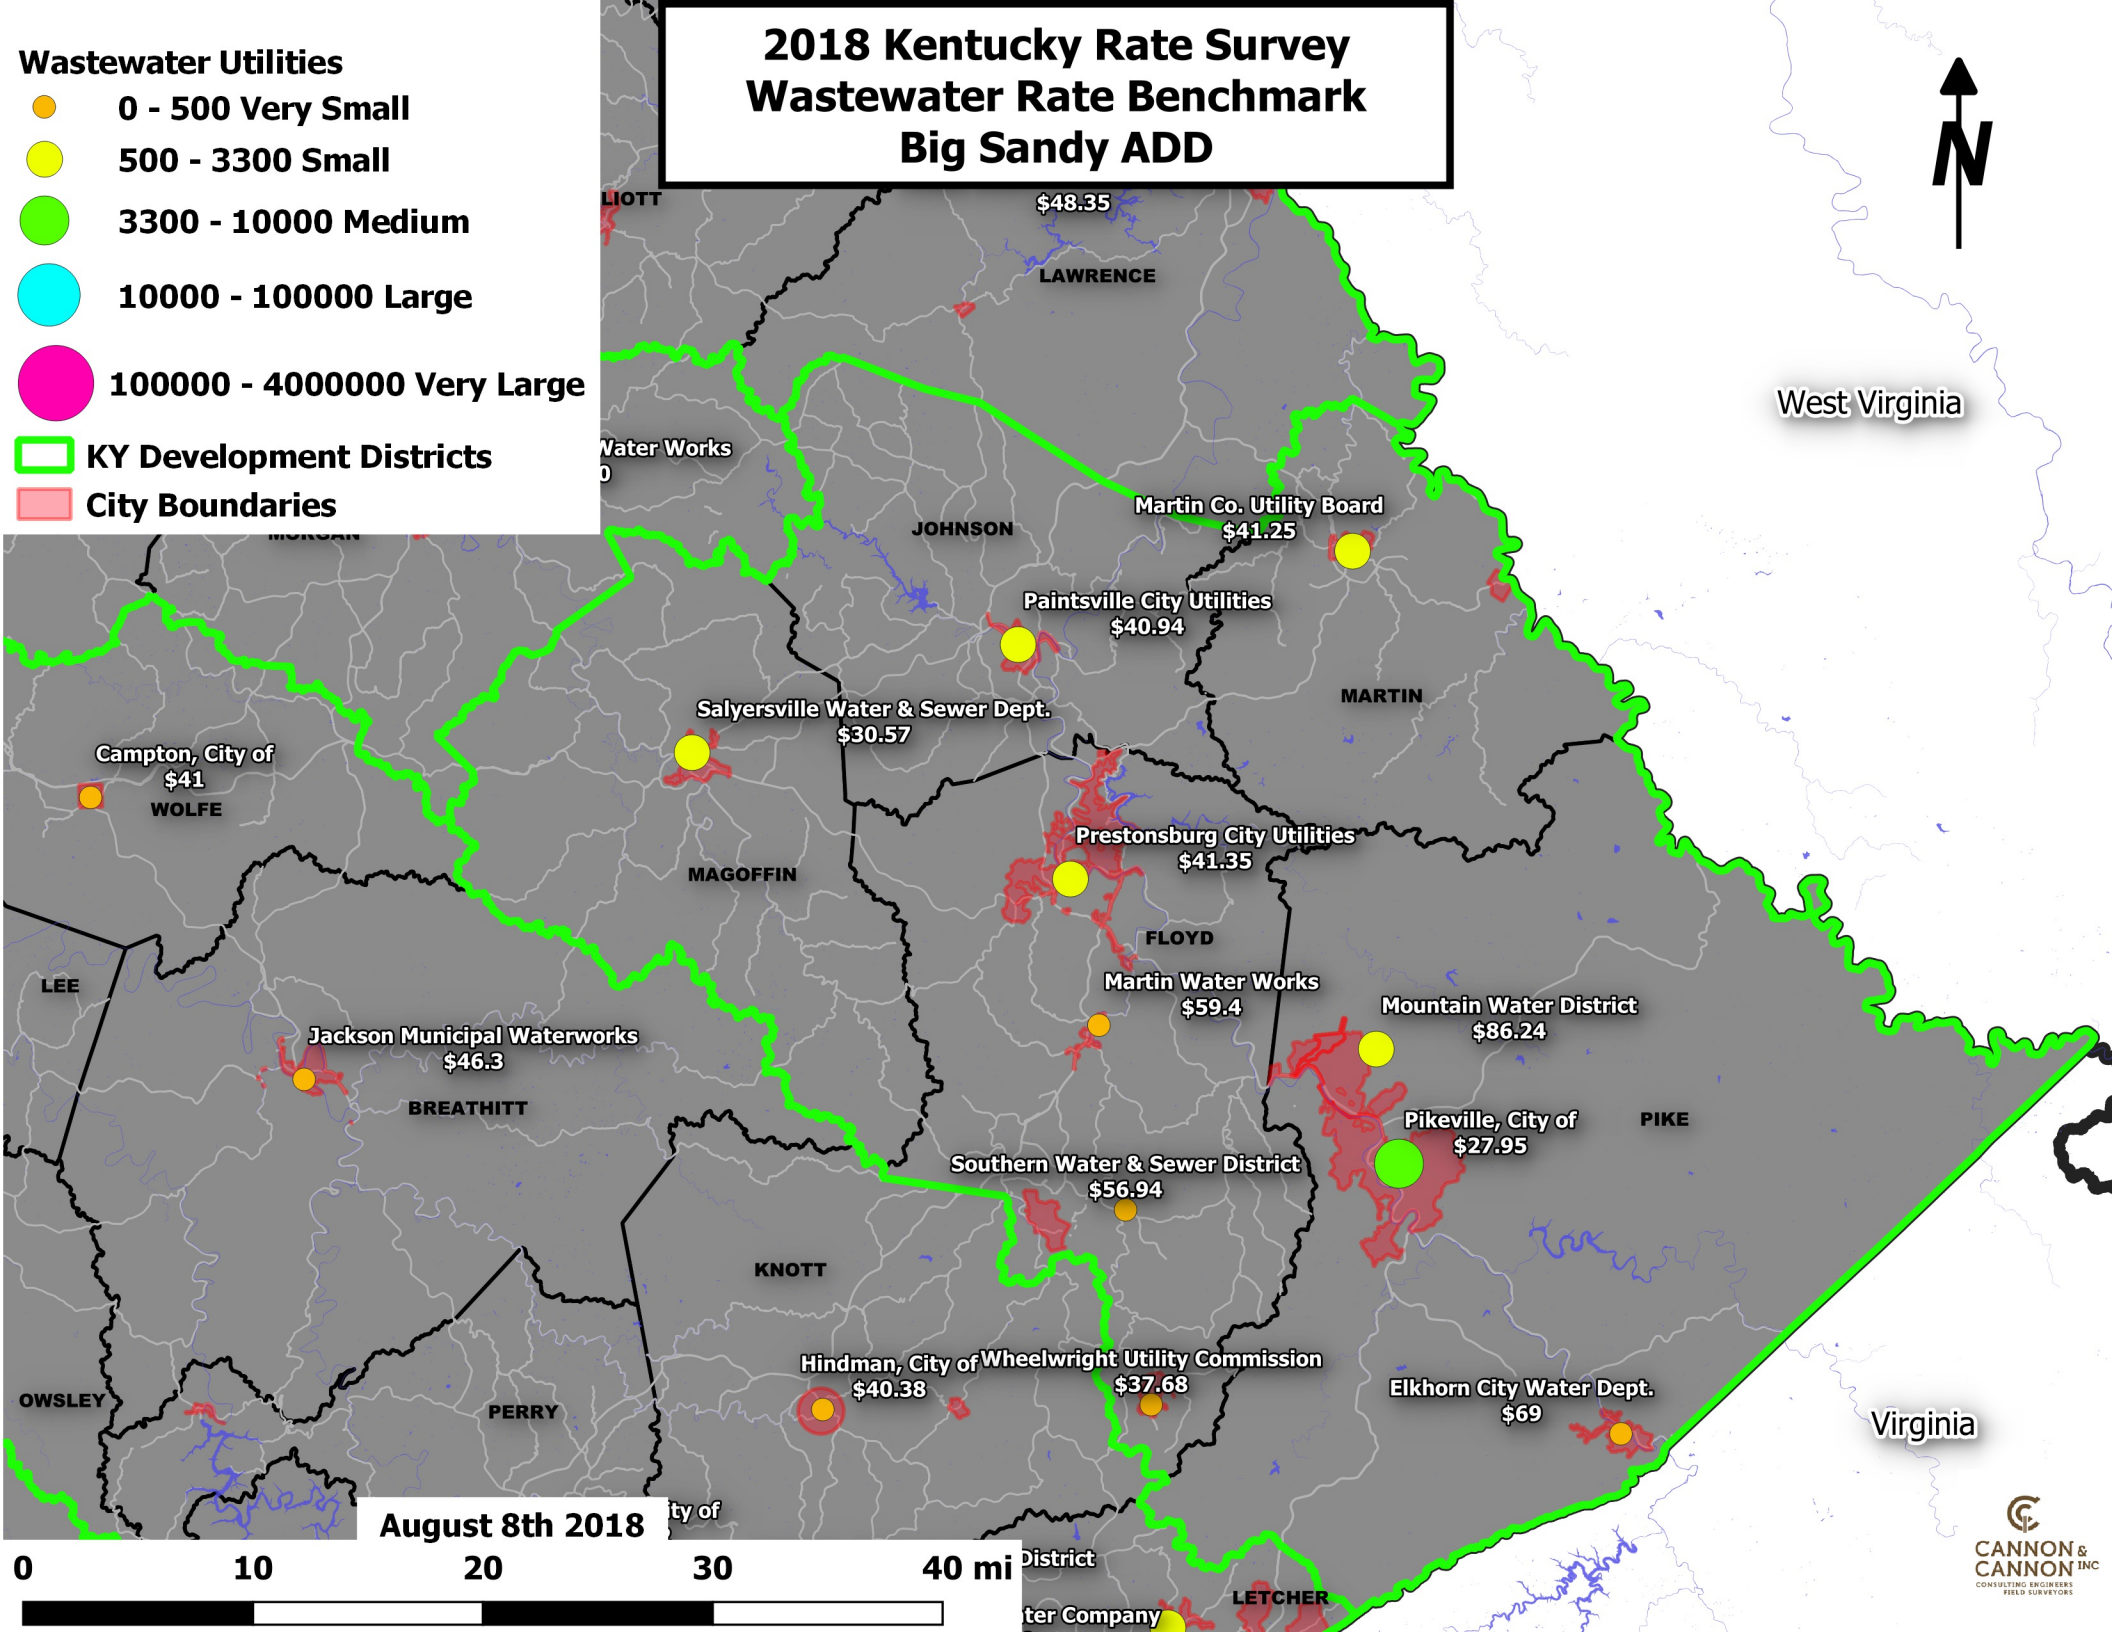 2018 Kentucky Rate Survey
Wastewater Rate Benchmark
Big Sandy ADD
Wastewater Utilities
0 - 500 Very Small
500 - 3300 Small
3300 - 10000 Medium
10000 - 100000 Large
100000 - 4000000 Very Large
KY Development Districts
City Boundaries
N
LIOTT
$48.35
LAWRENCE
West Virginia
Water Works
0
MORGAN
JOHNSON
Martin Co. Utility Board
$41.25
Paintsville City Utilities
$40.94
MARTIN
Salyersville Water & Sewer Dept.
$30.57
Campton, City of
$41
WOLFE
Prestonsburg City Utilities
$41.35
MAGOFFIN
FLOYD
LEE
Martin Water Works
$59.4
Mountain Water District
$86.24
Jackson Municipal Waterworks
$46.3
BREATHITT
Pikeville, City of
$27.95
PIKE
Southern Water & Sewer District
$56.94
KNOTT
Hindman, City of
$40.38
Wheelwright Utility Commission
$37.68
Elkhorn City Water Dept.
$69
OWSLEY
PERRY
Virginia
ity of
August 8th 2018
District
LETCHER
ter Company
0 10 20 30 40 mi
CANNON &
CANNON INC
CONSULTING ENGINEERS
FIELD SURVEYORS